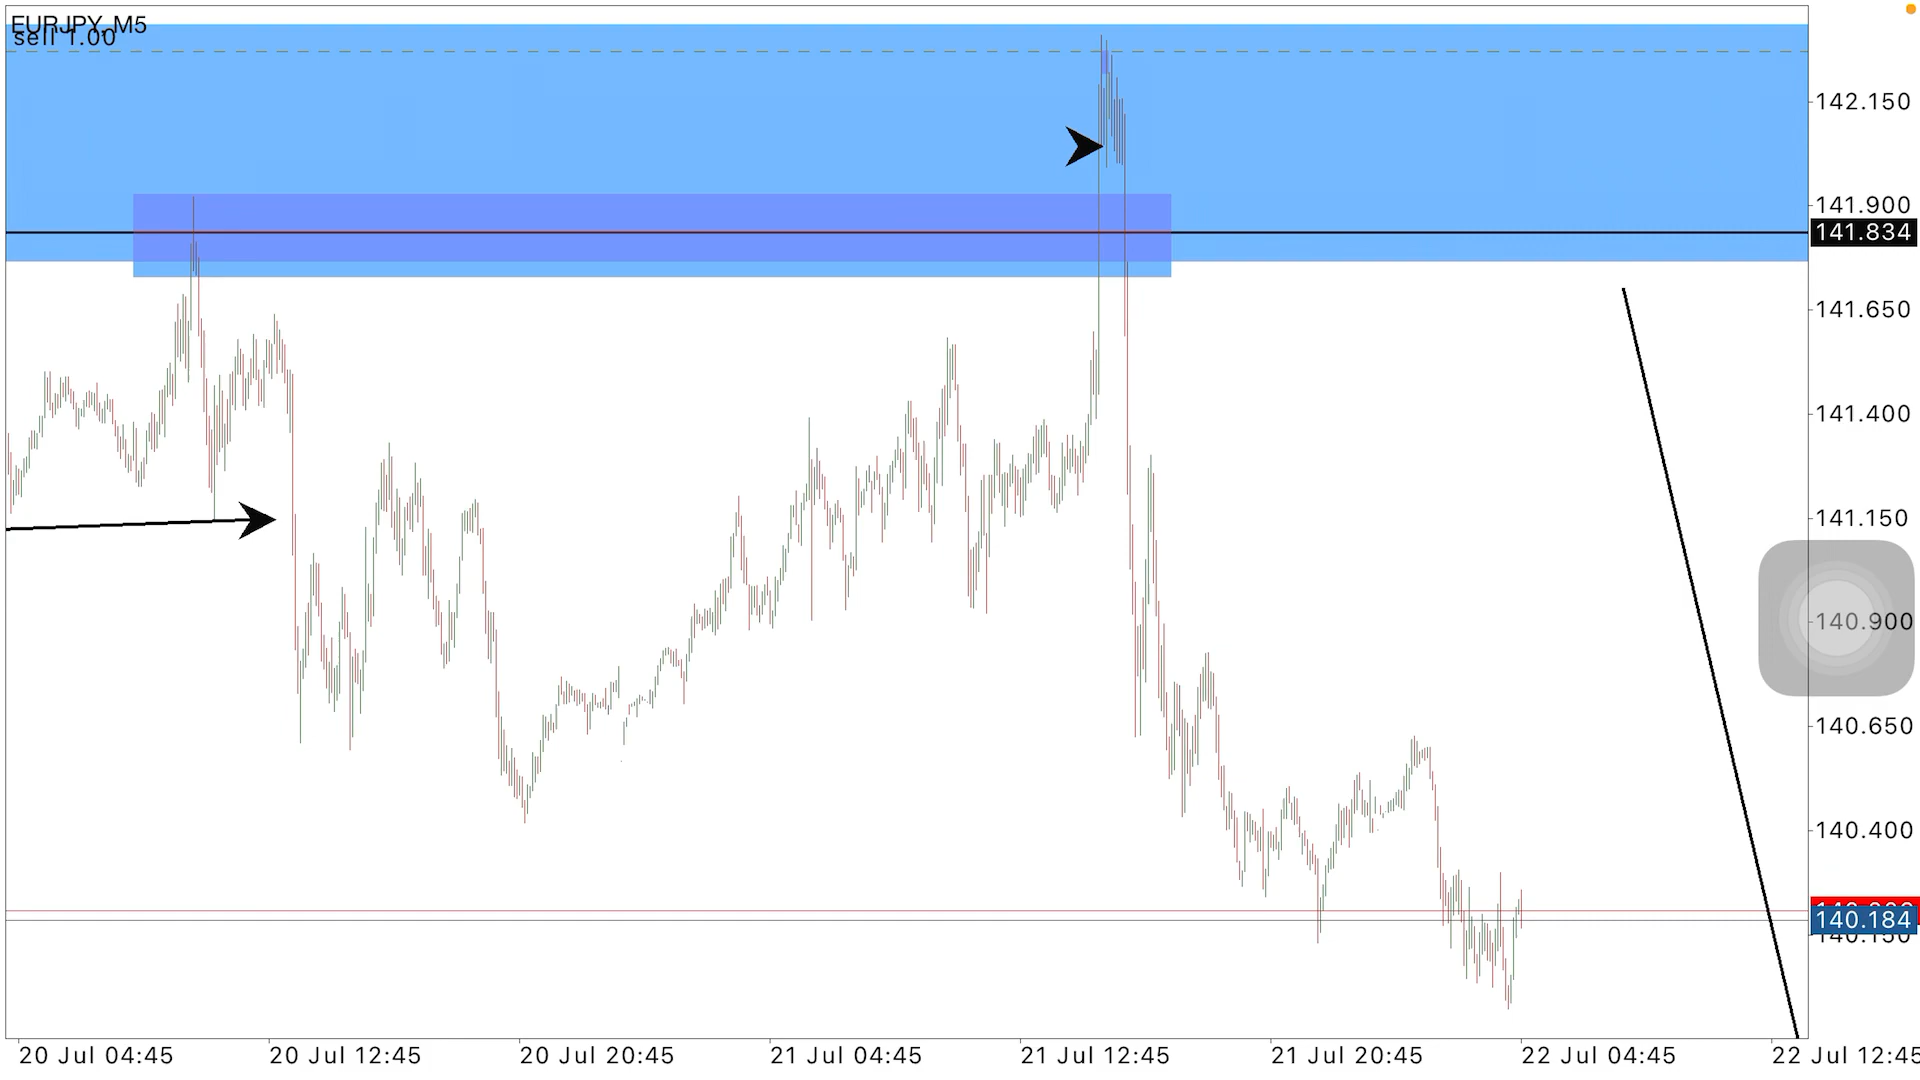 EURJPY, M5
sell 1.00
142.150
141.900
141.834
141.650
141.400
141.150
140.900
140.650
140.400
140.184
140.150
20 Jul 04:45
20 Jul 12:45
20 Jul 20:45
21 Jul 04:45
21 Jul 12:45
21 Jul 20:45
22 Jul 04:45
22 Jul 12:45